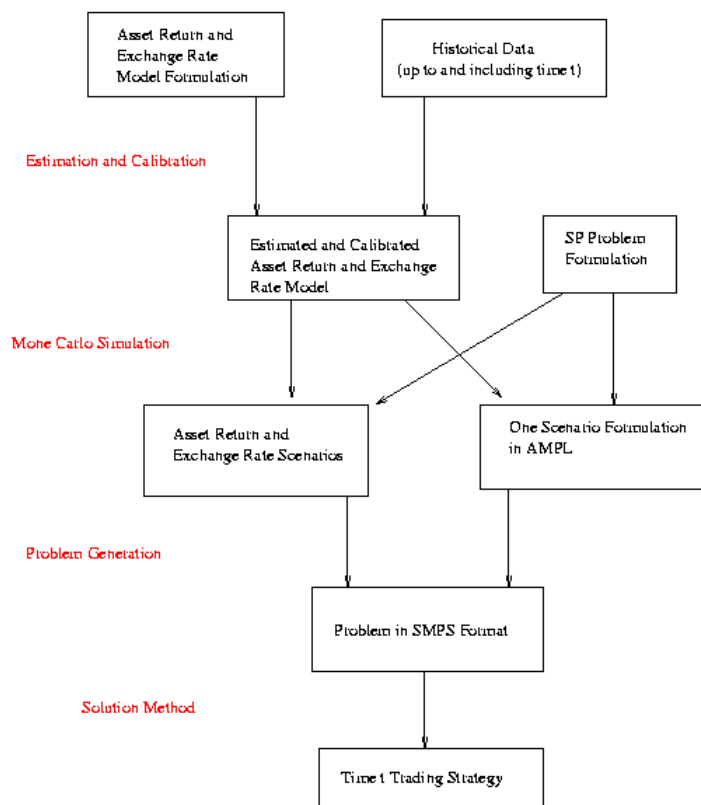 Asset Return and
Exchange Rate
Model Formulation
Historical Data
(up to and including time t)
Estimation and Calibration
Estimated and Calibrated
Asset Return and Exchange
Rate Model
SP Problem
Formulation
Mone Carlo Simulation
Asset Return and
Exchange Rate Scenarios
One Scenario Formulation
in AMPL
Problem Generation
Problem in SMPS Format
Solution Method
Time t Trading Strategy